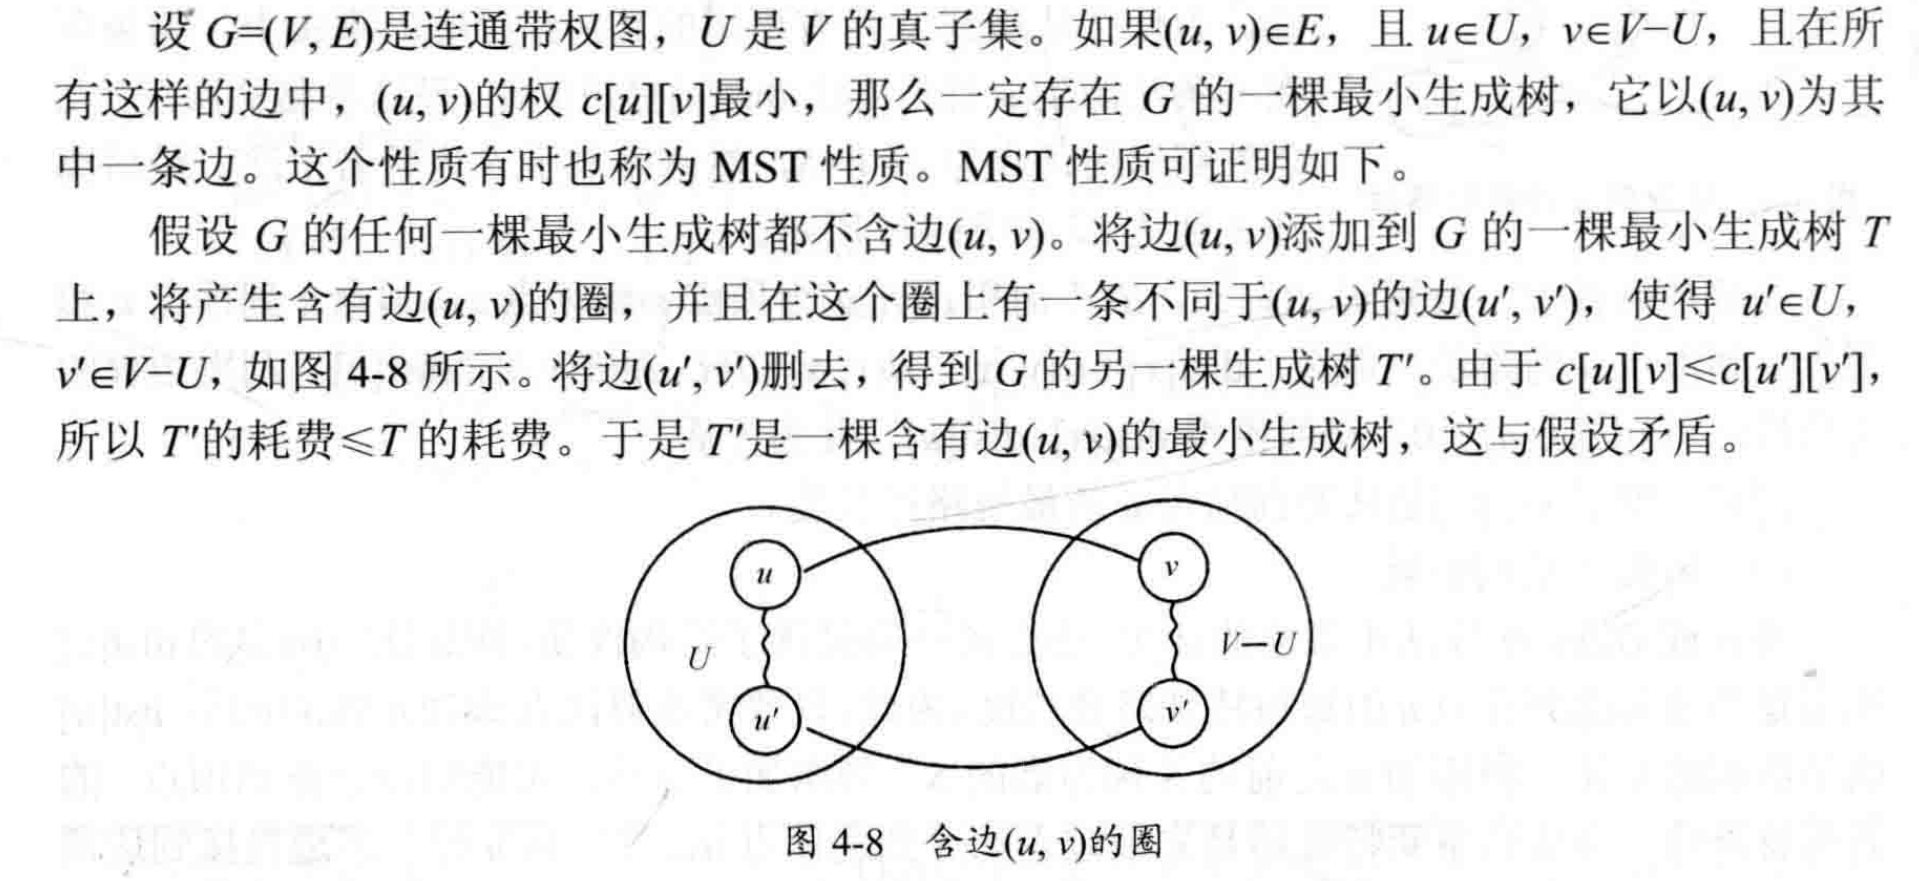 设 G=(V, E)是连通带权图，U 是 V 的真子集。如果(u, v)∈E，且 u∈U，v∈V−U，且在所
有这样的边中，(u, v)的权 c[u][v]最小，那么一定存在 G 的一棵最小生成树，它以(u, v)为其
中一条边。这个性质有时也称为 MST 性质。MST 性质可证明如下。
假设 G 的任何一棵最小生成树都不含边(u, v)。将边(u, v)添加到 G 的一棵最小生成树 T
上，将产生含有边(u, v)的圈，并且在这个圈上有一条不同于(u, v)的边(u′, v′)，使得 u′∈U，
v′∈V−U，如图 4-8 所示。将边(u′, v′)删去，得到 G 的另一棵生成树 T′。由于 c[u][v]≤c[u′][v′]，
所以 T′的耗费≤T 的耗费。于是 T′是一棵含有边(u, v)的最小生成树，这与假设矛盾。
u
v
U
V−U
u′
v′
图 4-8 含边(u, v)的圈